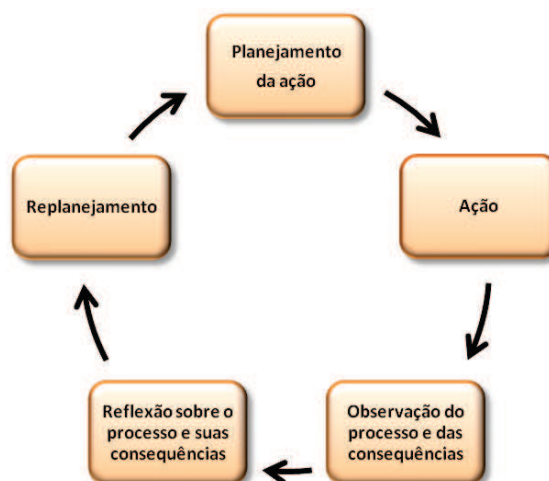 Planejamento
da ação
Ação
Observação do
processo e das
consequências
Reflexão sobre o
processo e suas
consequências
Replanejamento